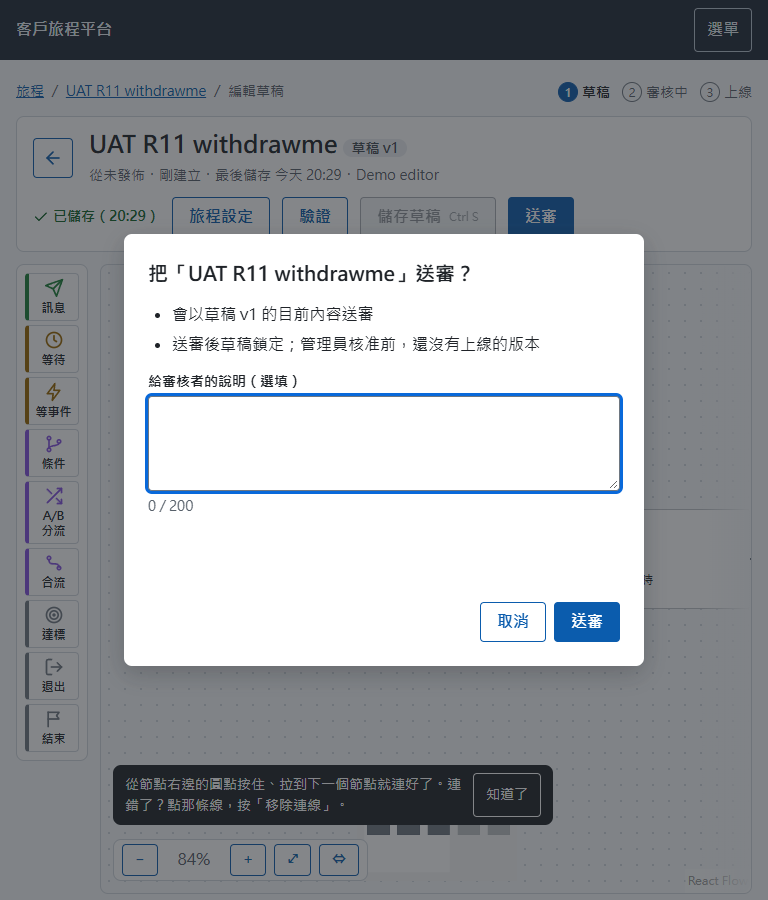 客戶旅程平台
選單
旅程 / UAT R11 withdrawme / 編輯草稿
1 草稿 2 審核中 3 上線
UAT R11 withdrawme 草稿 v1
從未發佈・剛建立・最後儲存 今天 20:29・Demo editor
已儲存（20:29） 旅程設定 驗證 儲存草稿 Ctrl S 送審
把「UAT R11 withdrawme」送審？
會以草稿 v1 的目前內容送審
送審後草稿鎖定；管理員核准前，還沒有上線的版本
給審核者的說明（選填）
0 / 200
取消 送審
訊息
等待
等事件
條件
A/B
分流
合流
達標
退出
結束
待
從節點右邊的圓點按住、拉到下一個節點就連好了。連
錯了？點那條線，按「移除連線」。
知道了
− 84% +
React Flow